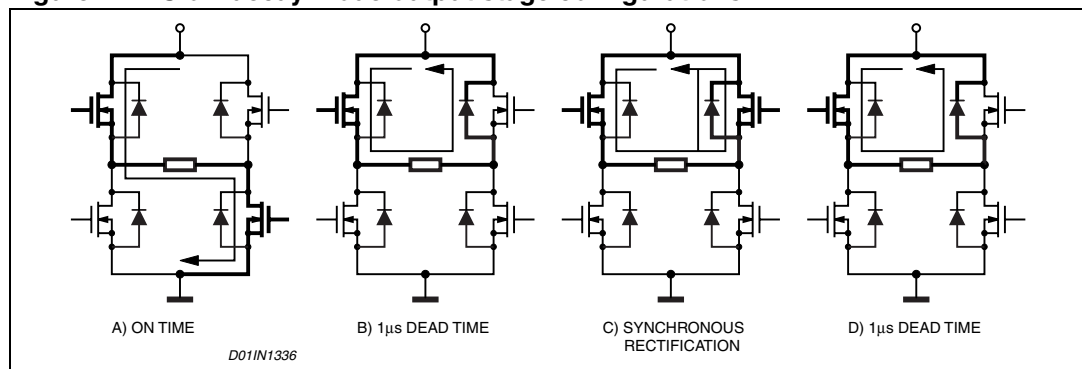 A) ON TIME
B) 1μs DEAD TIME
C) SYNCHRONOUS
RECTIFICATION
D) 1μs DEAD TIME
D01IN1336